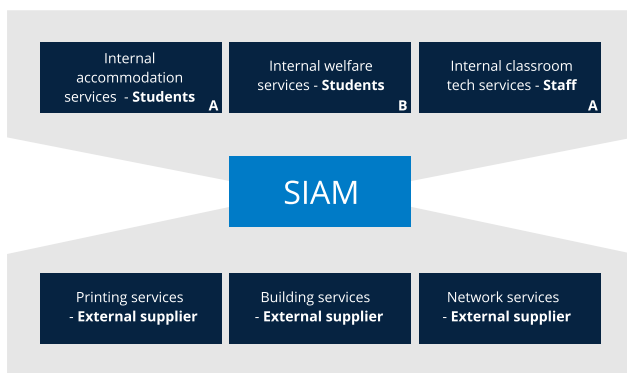 Internal
accommodation
services - Students
A
Internal welfare
services - Students
B
Internal classroom
tech services - Staff
A
SIAM
Printing services
- External supplier
Building services
- External supplier
Network services
- External supplier